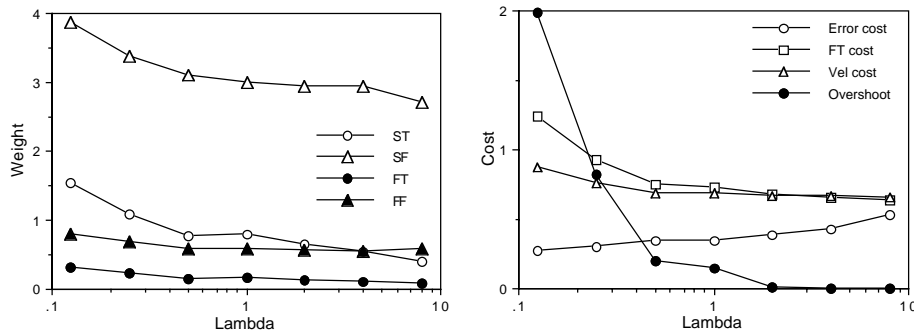 4
3
2
1
0
Weight
ST
SF
FT
FF
.1
1
10
Lambda
2
1
0
Cost
Error cost
FT cost
Vel cost
Overshoot
.1
1
10
Lambda